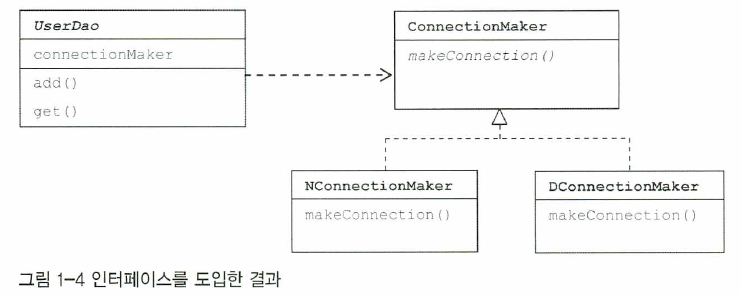 UserDao
connectionMaker
add()
get()
ConnectionMaker
makeConnection()
NConnectionMaker
makeConnection()
DConnectionMaker
makeConnection()
그림 1-4 인터페이스를 도입한 결과